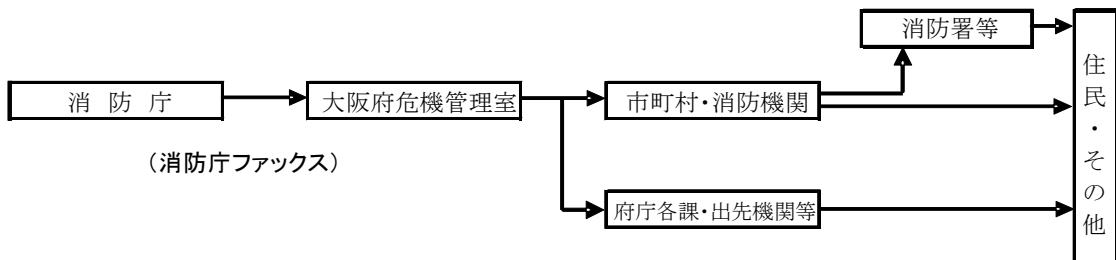 消防署等
消防庁
大阪府危機管理室
市町村・消防機関
住民・その他
（消防庁ファックス）
府庁各課・出先機関等